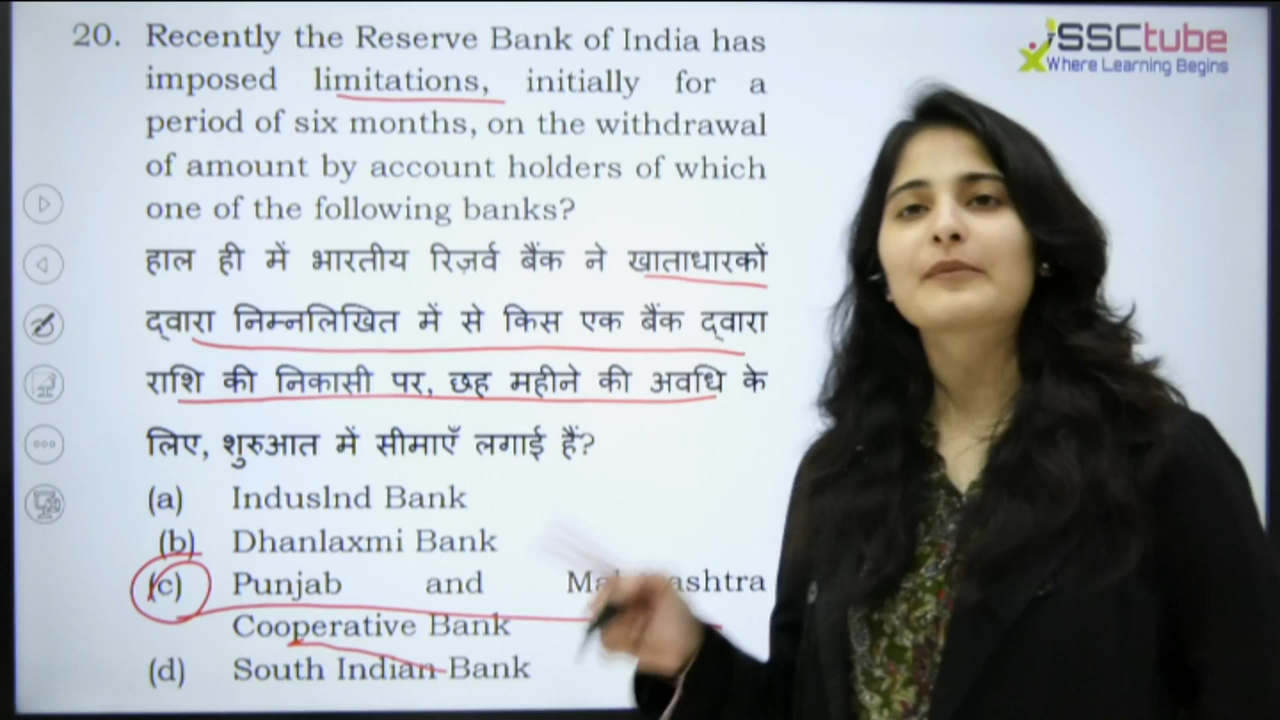 20. Recently the Reserve Bank of India has
imposed limitations, initially for a
period of six months, on the withdrawal
of amount by account holders of which
one of the following banks?
हाल ही में भारतीय रिज़र्व बैंक ने खाताधारकों
द्वारा निम्नलिखित में से किस एक बैंक द्वारा
राशि की निकासी पर, छह महीने की अवधि के
लिए, शुरुआत में सीमाएँ लगाई हैं?
(a) Induslnd Bank
(b) Dhanlaxmi Bank
(c) Punjab and
Cooperative Bank
(d) South Indian Bank
SSCtube
Where Learning Begins